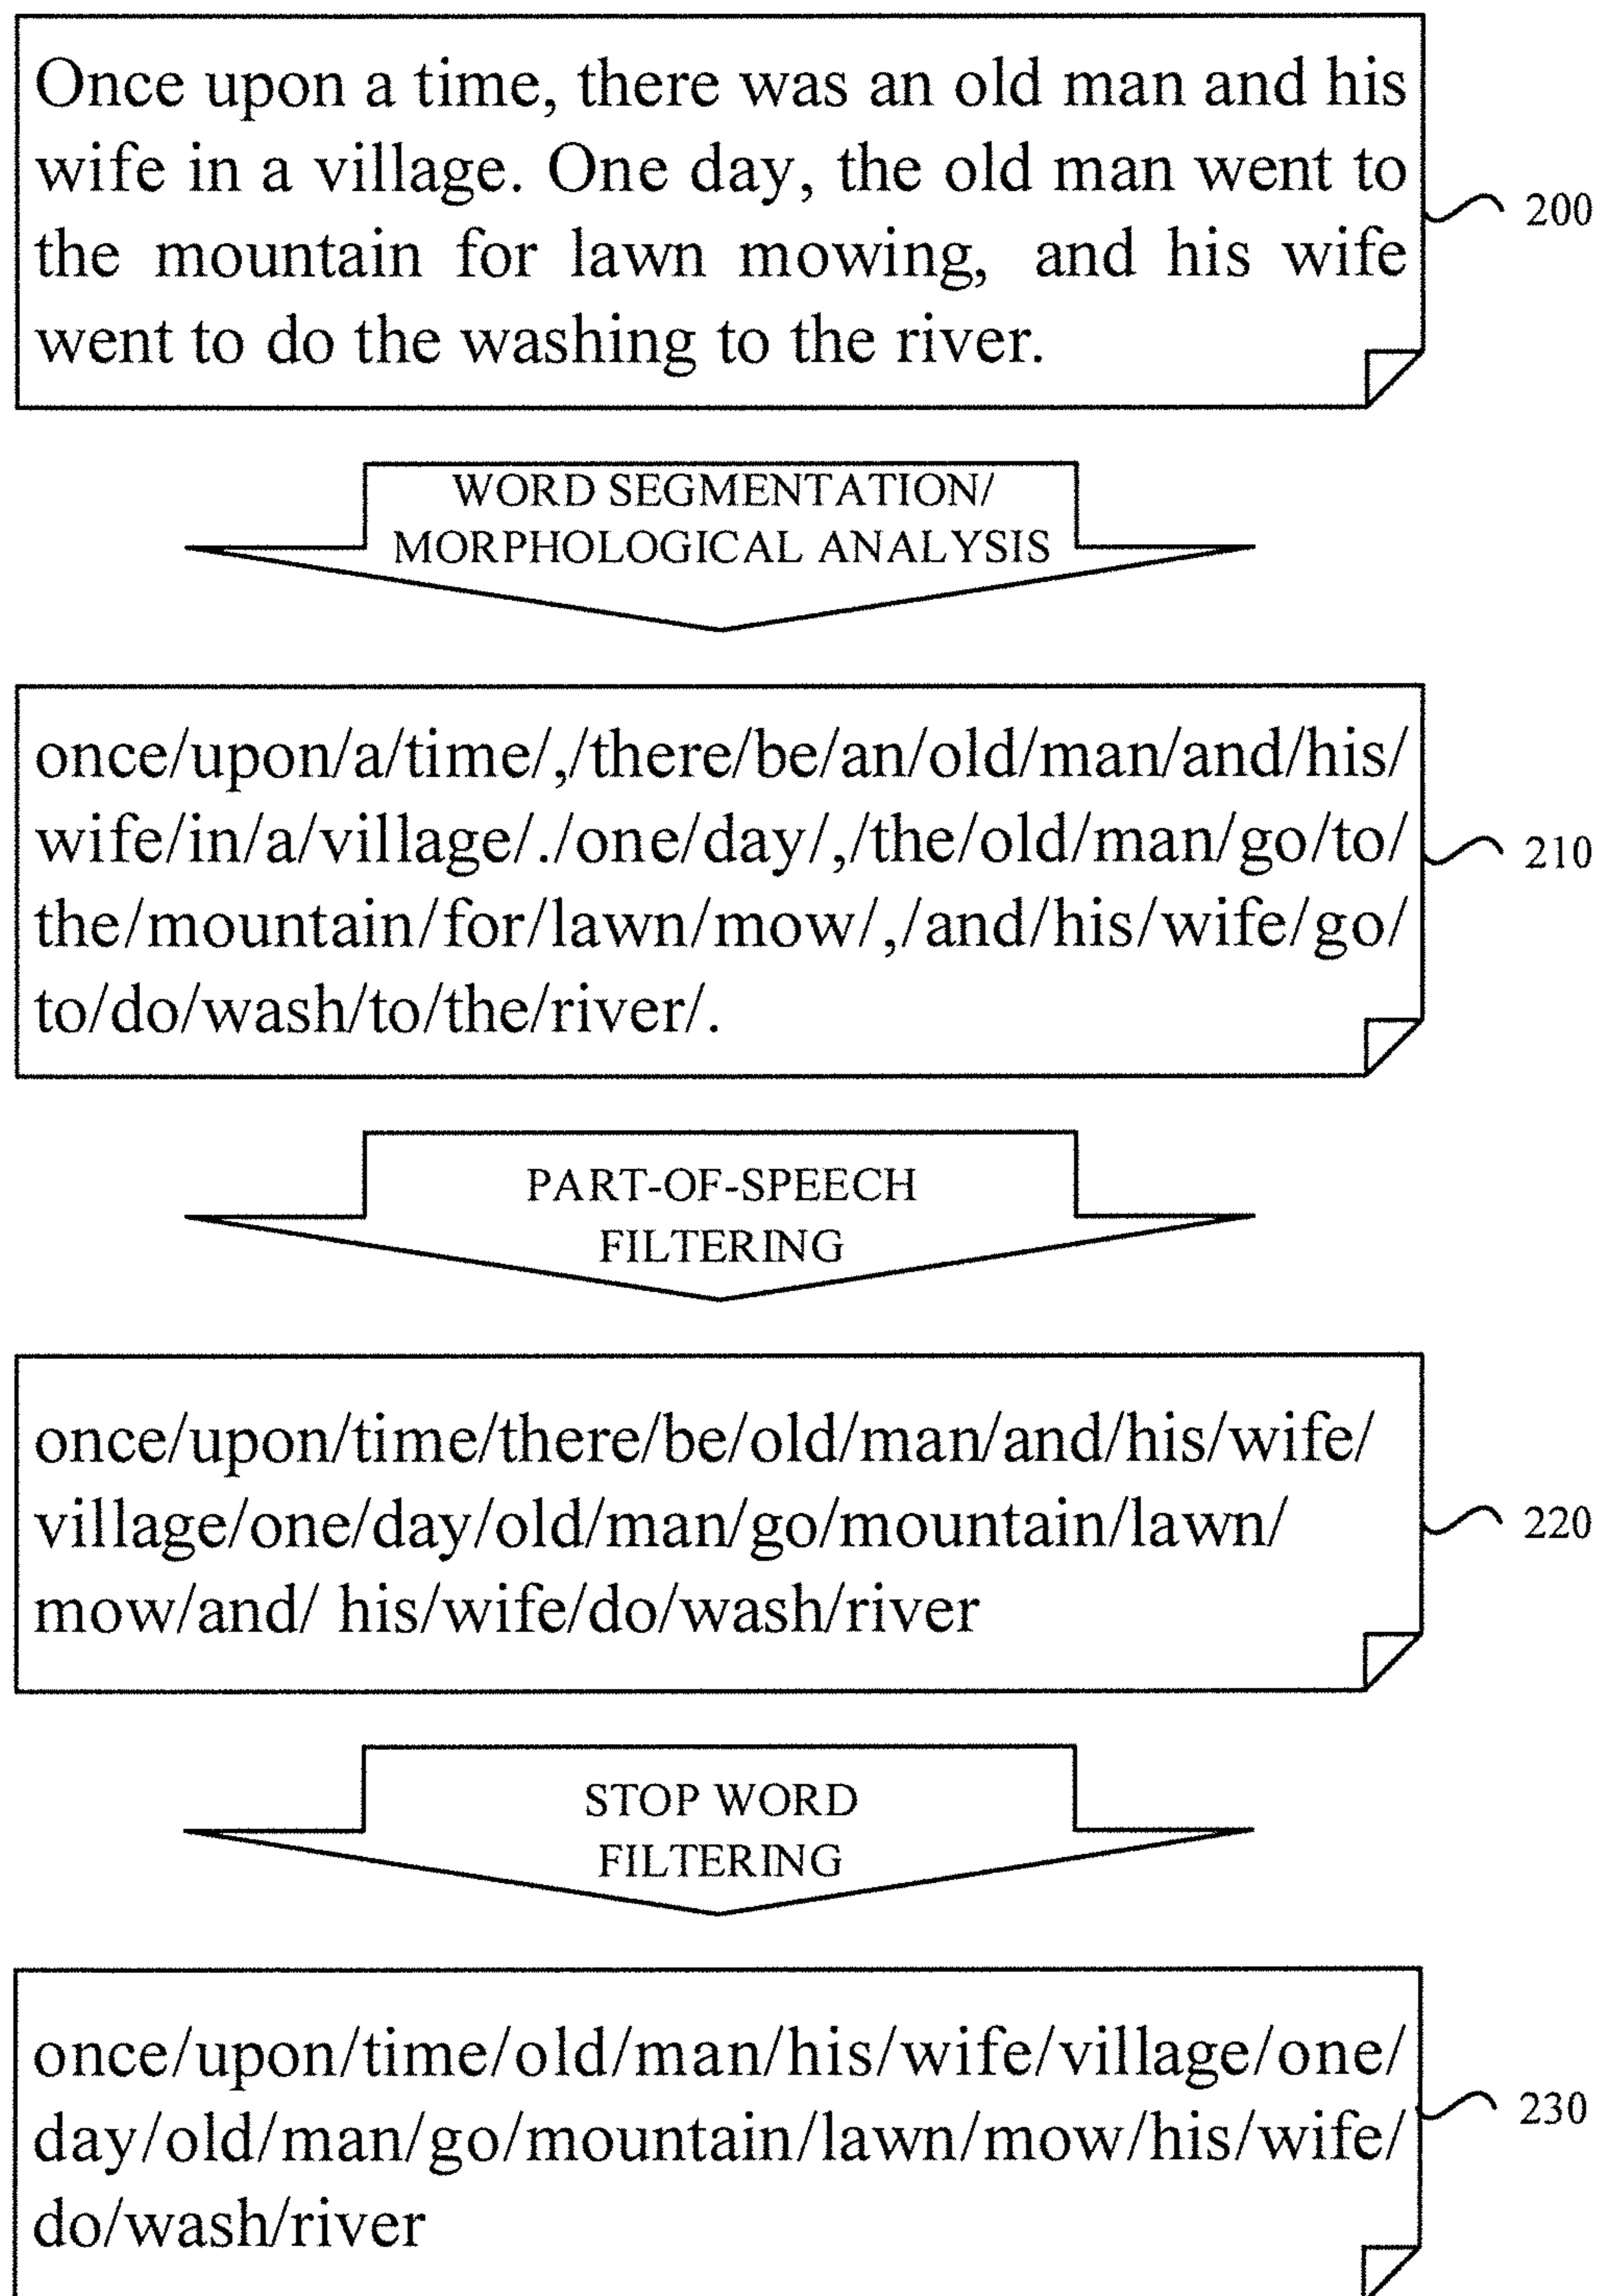 Once upon a time, there was an old man and his
wife in a village. One day, the old man went to
the mountain for lawn mowing, and his wife
went to do the washing to the river.
200
WORD SEGMENTATION/
MORPHOLOGICAL ANALYSIS
once/upon/a/time/,/there/be/an/old/man/and/his/
wife/in/a/village/./one/day/,/the/old/man/go/to/
the/mountain/for/lawn/mow/,/and/his/wife/go/
to/do/wash/to/the/river/.
210
PART-OF-SPEECH
FILTERING
once/upon/time/there/be/old/man/and/his/wife/
village/one/day/old/man/go/mountain/lawn/
mow/and/ his/wife/do/wash/river
220
STOP WORD
FILTERING
once/upon/time/old/man/his/wife/village/one/
day/old/man/go/mountain/lawn/mow/his/wife/
do/wash/river
230